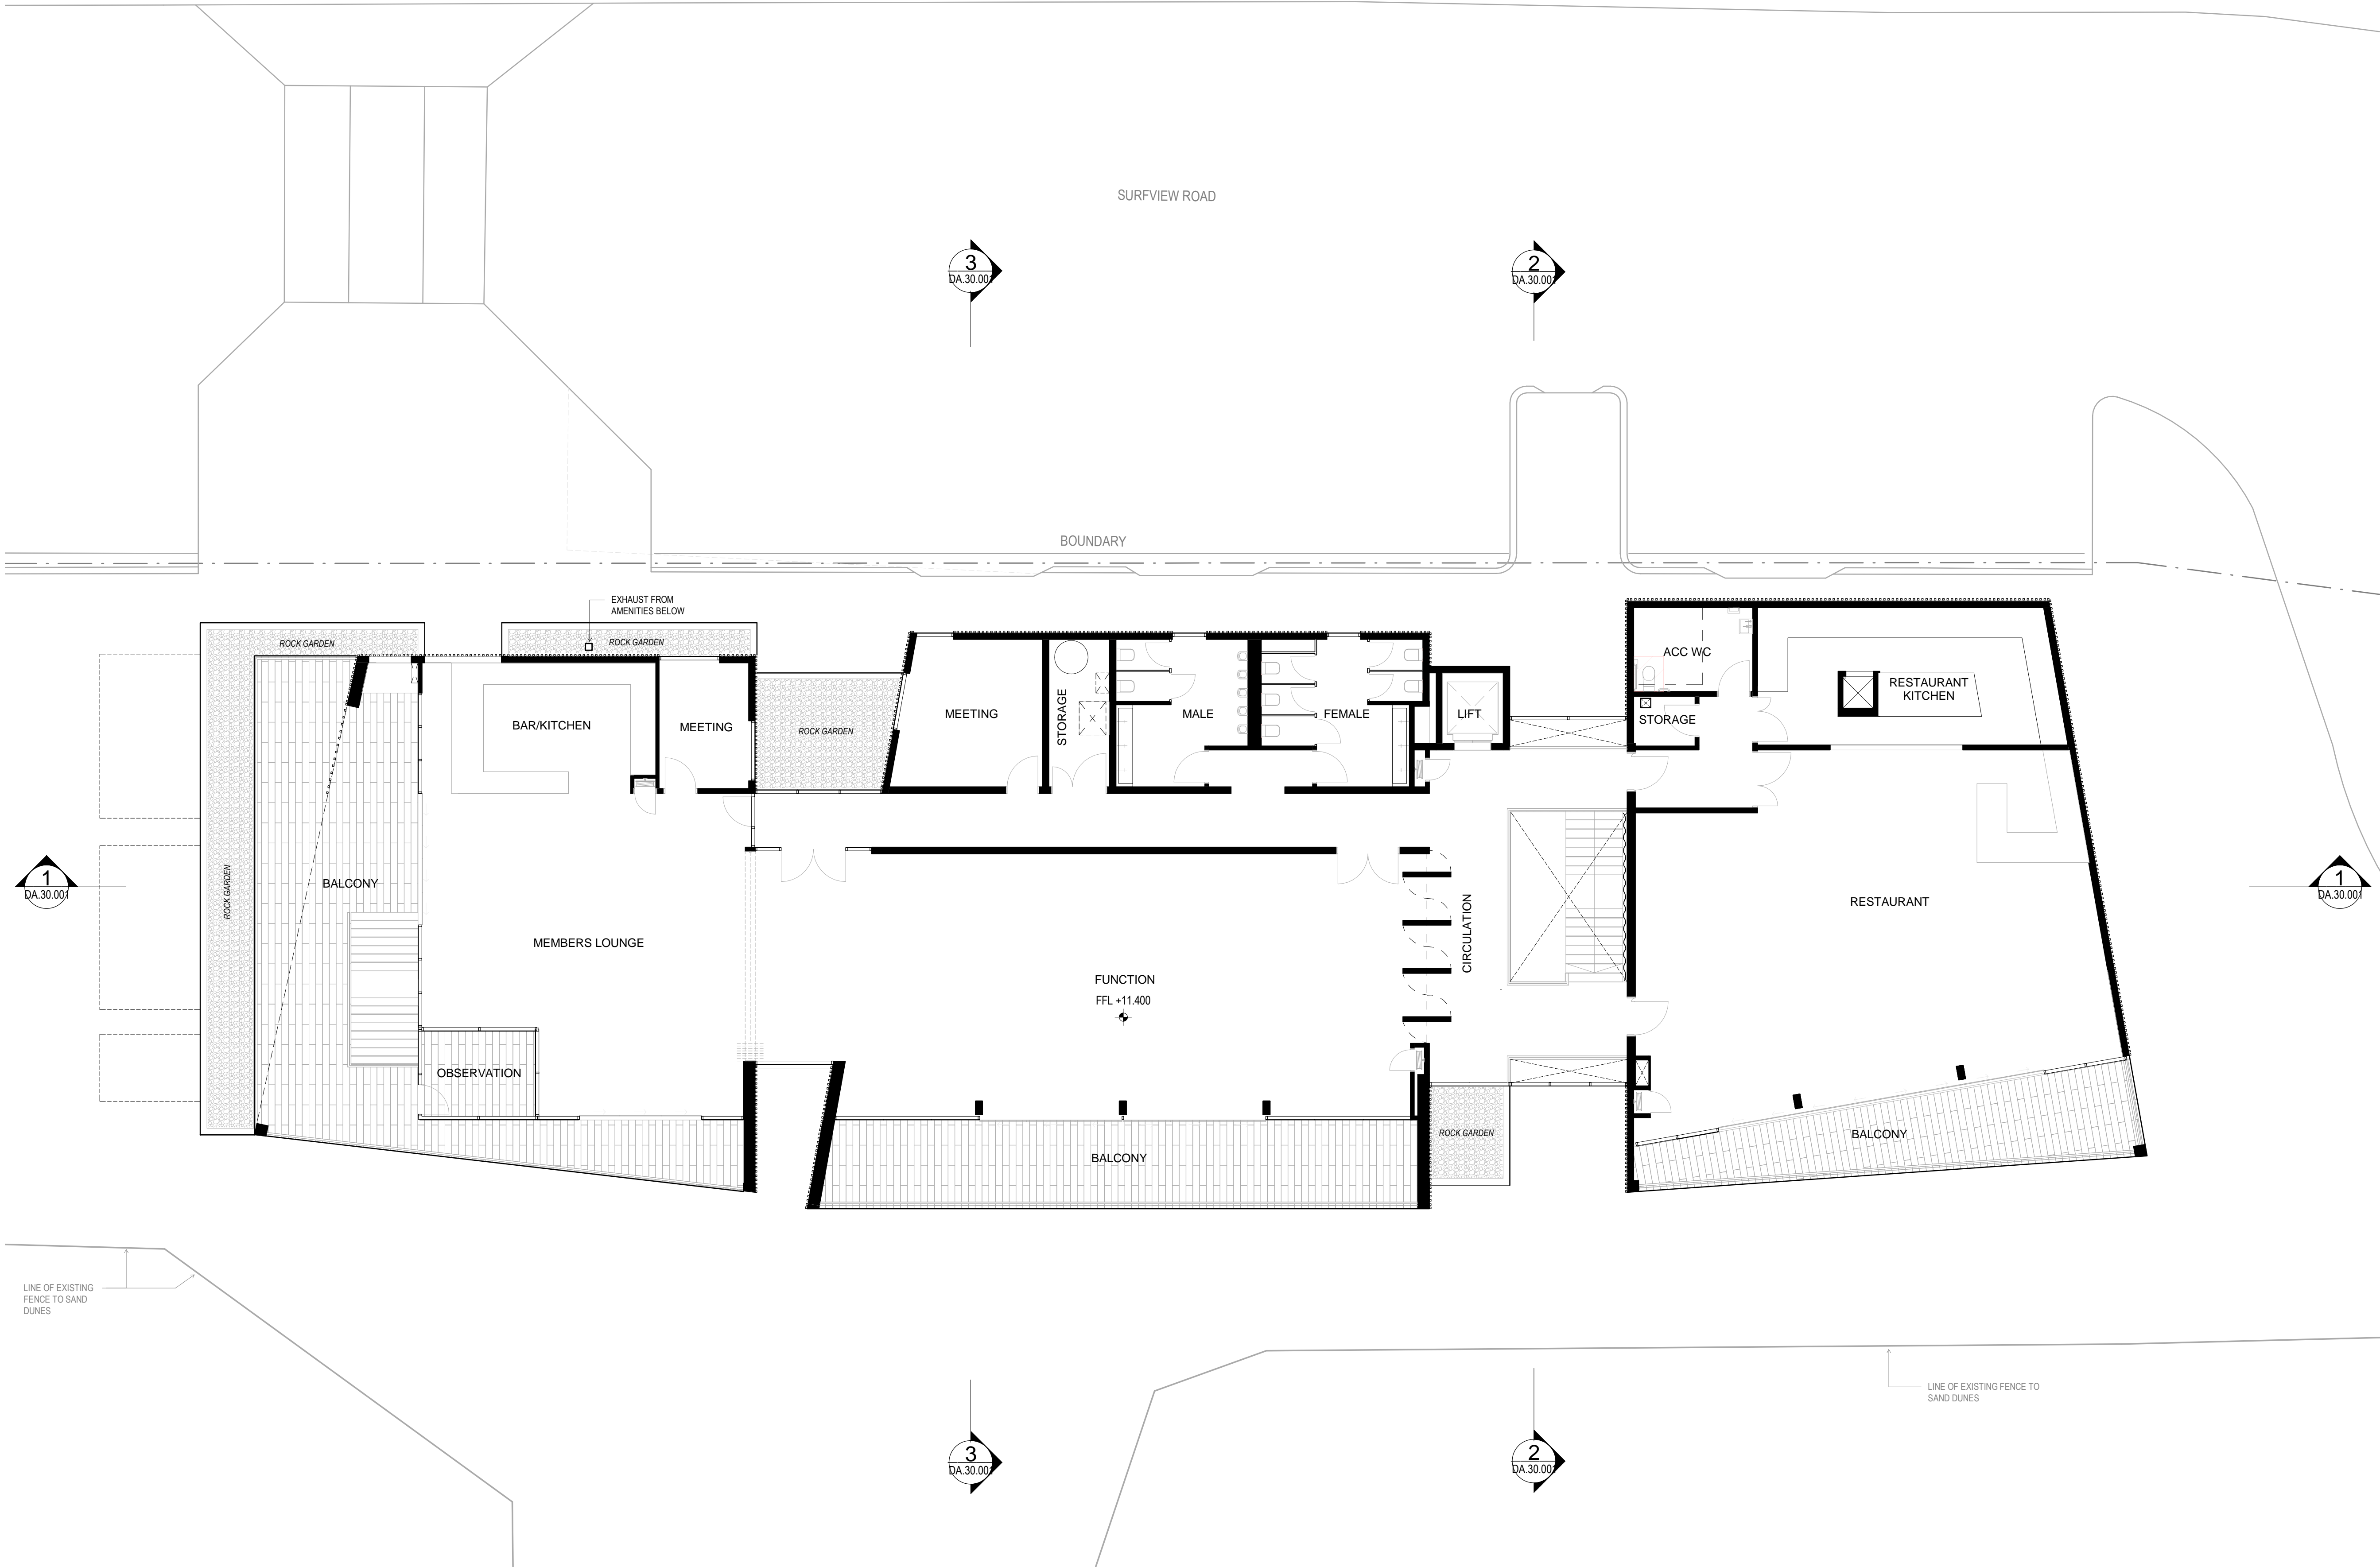 SURFVIEW ROAD
3
DA.30.001
2
DA.30.001
BOUNDARY
EXHAUST FROM
AMENITIES BELOW
ROCK GARDEN
ROCK GARDEN
ACC WC
RESTAURANT
KITCHEN
BAR/KITCHEN
MEETING
ROCK GARDEN
MEETING
STORAGE
MALE
FEMALE
LIFT
STORAGE
1
DA.30.001
ROCK GARDEN
BALCONY
MEMBERS LOUNGE
FUNCTION
FFL +11.400
CIRCULATION
RESTAURANT
1
DA.30.001
OBSERVATION
BALCONY
ROCK GARDEN
BALCONY
LINE OF EXISTING
FENCE TO SAND
DUNES
LINE OF EXISTING FENCE TO
SAND DUNES
3
DA.30.001
2
DA.30.001